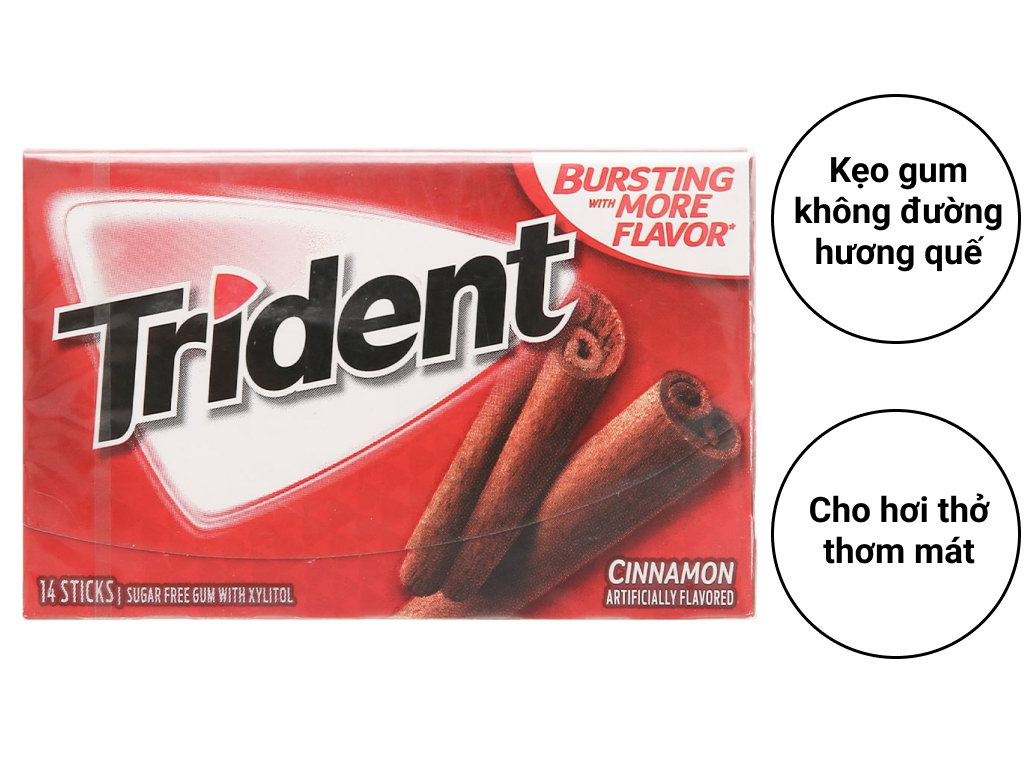 BURSTING
WITH MORE
FLAVOR*
Trident
14 STICKS | SUGAR FREE GUM WITH XYLITOL
CINNAMON
ARTIFICIALLY FLAVORED
Kẹo gum
không đường
hương quế
Cho hơi thở
thơm mát